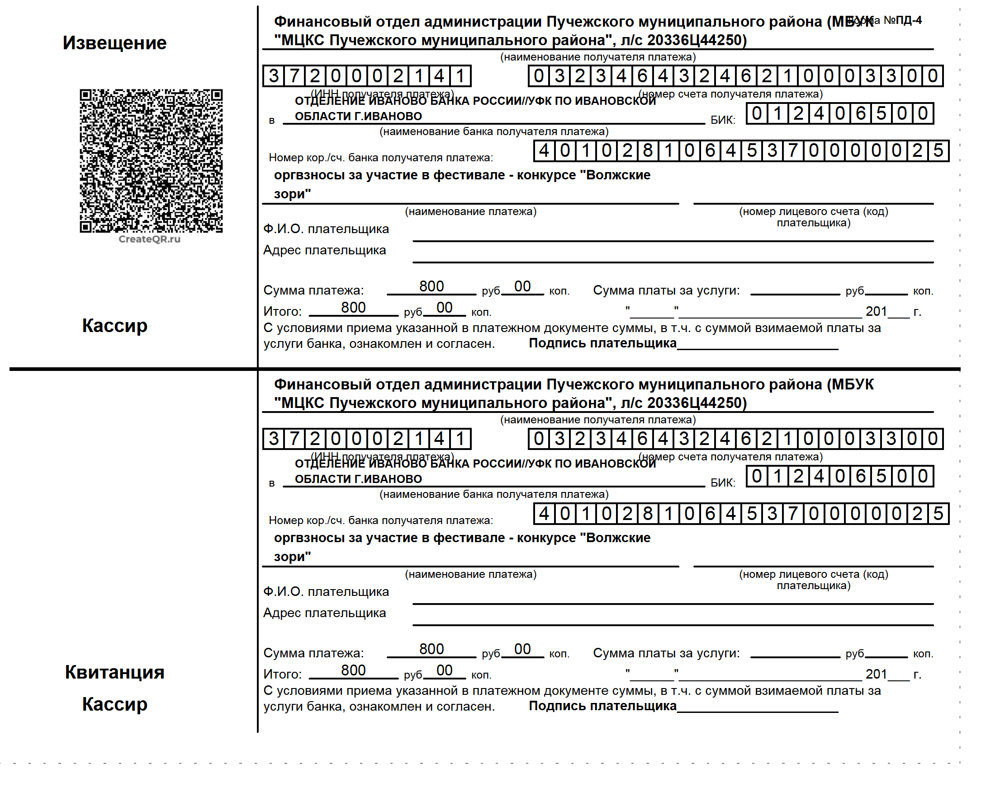 Форма №ПД-4
Финансовый отдел администрации Пучежского муниципального района (МБУК
"МЦКС Пучежского муниципального района", л/с 20336Ц44250)
Извещение
(наименование получателя платежа)
3720002141 03234643246210003300
(ИНН получателя платежа) (номер счета получателя платежа)
ОТДЕЛЕНИЕ ИВАНОВО БАНКА РОССИИ//УФК ПО ИВАНОВСКОЙ
в ОБЛАСТИ Г.ИВАНОВО БИК: 012406500
(наименование банка получателя платежа)
Номер кор./сч. банка получателя платежа: 40102810645370000025
оргвзносы за участие в фестивале - конкурсе "Волжские
зори"
(наименование платежа) (номер лицевого счета (код)
плательщика)
CreateQR.ru
Ф.И.О. плательщика
Адрес плательщика
Сумма платежа: 800 руб 00 коп. Сумма платы за услуги: руб коп.
Итого: 800 руб 00 коп. "______"_________________________ 201___ г.
Кассир
С условиями приема указанной в платежном документе суммы, в т.ч. с суммой взимаемой платы за
услуги банка, ознакомлен и согласен. Подпись плательщика______________________
Финансовый отдел администрации Пучежского муниципального района (МБУК
"МЦКС Пучежского муниципального района", л/с 20336Ц44250)
(наименование получателя платежа)
3720002141 03234643246210003300
(ИНН получателя платежа) (номер счета получателя платежа)
ОТДЕЛЕНИЕ ИВАНОВО БАНКА РОССИИ//УФК ПО ИВАНОВСКОЙ
в ОБЛАСТИ Г.ИВАНОВО БИК: 012406500
(наименование банка получателя платежа)
Номер кор./сч. банка получателя платежа: 40102810645370000025
оргвзносы за участие в фестивале - конкурсе "Волжские
зори"
(наименование платежа) (номер лицевого счета (код)
плательщика)
Ф.И.О. плательщика
Адрес плательщика
Сумма платежа: 800 руб 00 коп. Сумма платы за услуги: руб коп.
Квитанция
Итого: 800 руб 00 коп. "______"_________________________ 201___ г.
С условиями приема указанной в платежном документе суммы, в т.ч. с суммой взимаемой платы за
Кассир
услуги банка, ознакомлен и согласен. Подпись плательщика______________________